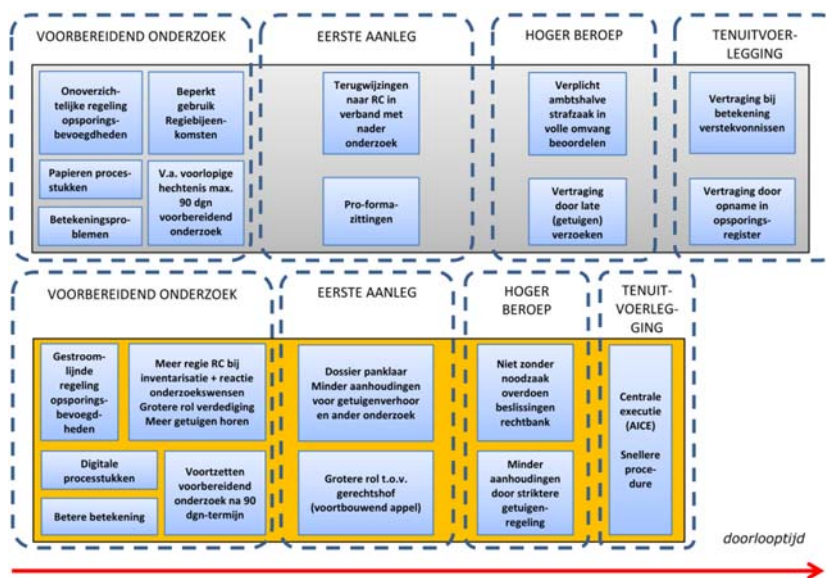 VOORBEREIDEND ONDERZOEK
Onoverzich-
telijke regeling
opsporings-
bevoegdheden
Beperkt
gebruik
Regiebijeen-
komsten
Papieren proces-
stukken
Betekeningspro-
blemen
V.a. voorlopige
hechtenis max.
90 dgn
voorbereidend
onderzoek
EERSTE AANLEG
Terugwijzingen
naar RC in
verband met
nader
onderzoek
Pro-forma-
zittingen
HOGER BEROEP
Verplicht
ambtshalve
strafzaak in
volle omvang
beoordelen
Vertraging
door late
(getuigen)
verzoeken
TENUITVOER-
LEGGING
Vertraging bij
betekening
verstekvonnissen
Vertraging door
opname in
opsporings-
register
VOORBEREIDEND ONDERZOEK
Gestroom-
lijnde
regeling
opsporings-
bevoegd-
heden
Meer regie RC bij
inventarisatie + reactie
onderzoekswensen
Grotere rol verdediging
Meer getuigen horen
Digitale
processtukken
Betere betekening
Voortzetten
voorbereidend
onderzoek na 90
dgn-termijn
EERSTE AANLEG
Dossier panklaar
Minder aanhoudingen
voor getuigenverhoor
en ander onderzoek
Grotere rol t.o.v.
gerechtshof
(voortbouwend appel)
HOGER
BEROEP
Niet zonder
noodzaak
overdoen
beslissingen
rechtbank
Minder
aanhoudingen
door striktere
getuigen-
regeling
TENUIT-
VOERLEG-
GING
Centrale
executie
(AICE)
Snellere
proce-
dure
doorlooptijd